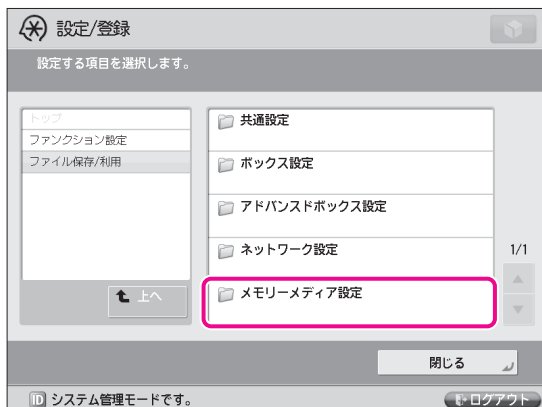 設定/登録
設定する項目を選択します。
トップ
ファンクション設定
ファイル保存/利用
上へ
共通設定
ボックス設定
アドバンスドボックス設定
ネットワーク設定
メモリーメディア設定
1/1
閉じる
ID システム管理モードです。
ログアウト